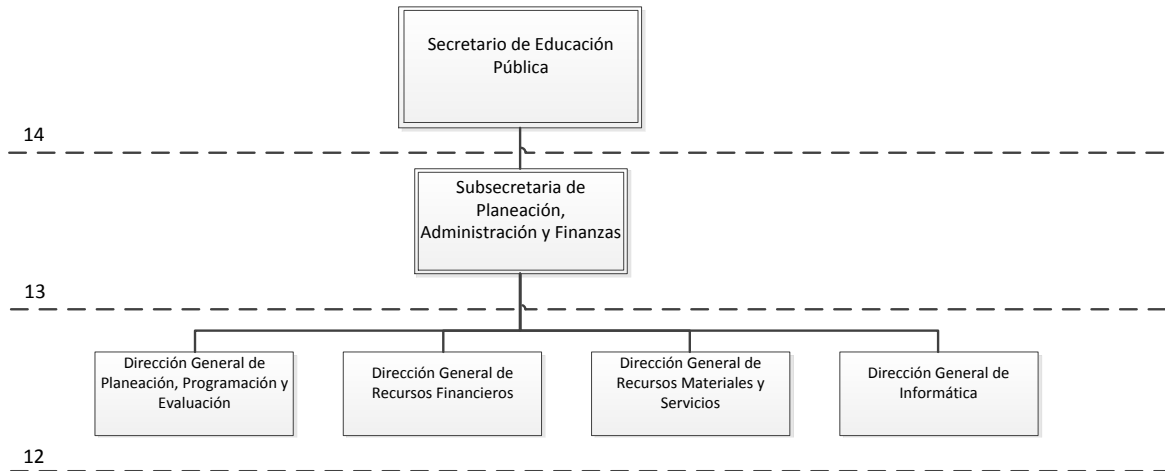 Secretario de Educación
Pública
14
Subsecretaria de
Planeación,
Administración y Finanzas
13
Dirección General de
Planeación, Programación y
Evaluación
Dirección General de
Recursos Financieros
Dirección General de
Recursos Materiales y
Servicios
Dirección General de
Informática
12